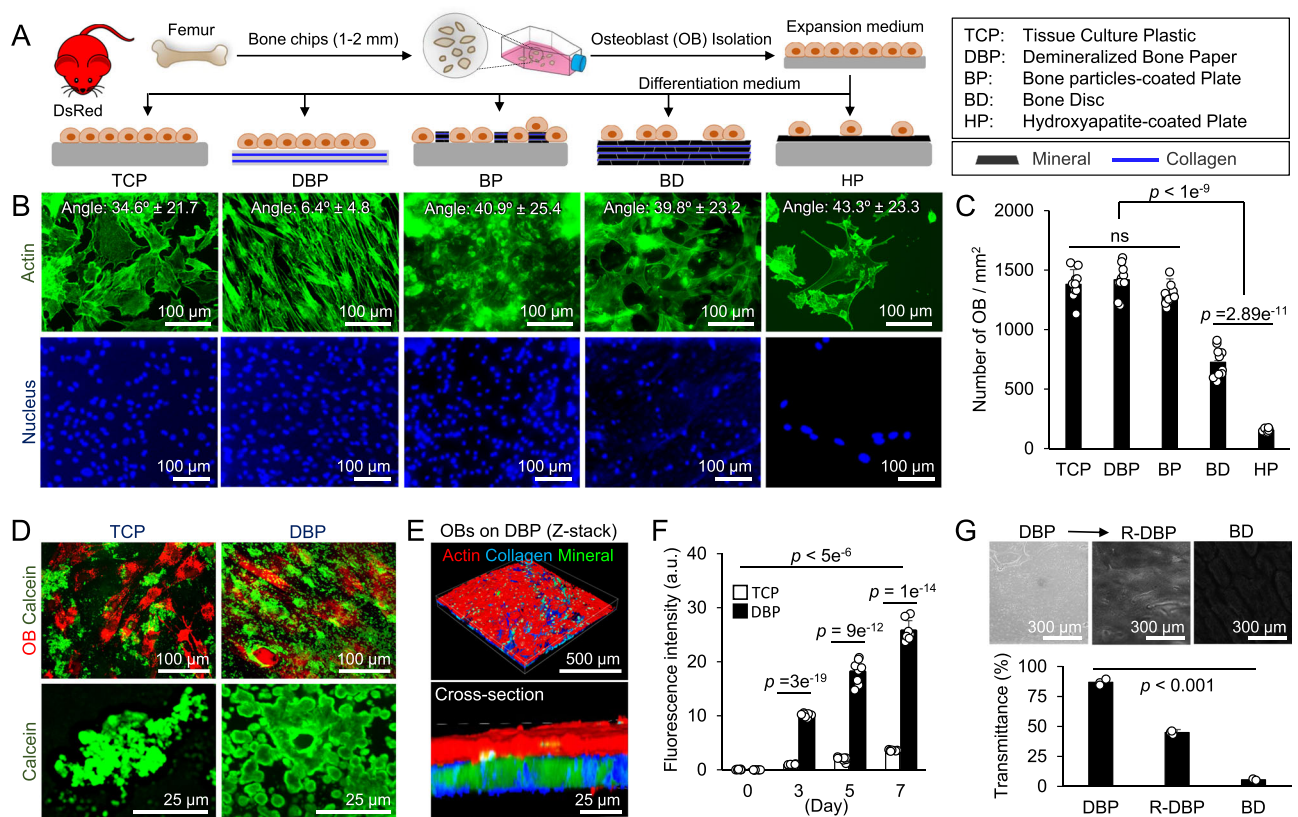 A
Femur
Bone chips (1-2 mm)
Osteoblast (OB) Isolation
Expansion medium
Differentiation medium
DsRed
TCP: Tissue Culture Plastic
DBP: Demineralized Bone Paper
BP: Bone particles-coated Plate
BD: Bone Disc
HP: Hydroxyapatite-coated Plate
Mineral Collagen
TCP DBP BP BD HP
B
Actin
Angle: 34.6º ± 21.7
Angle: 6.4º ± 4.8
Angle: 40.9º ± 25.4
Angle: 39.8º ± 23.2
Angle: 43.3º ± 23.3
100 µm 100 µm 100 µm 100 µm 100 µm
Nucleus
100 µm 100 µm 100 µm 100 µm 100 µm
C
Number of OB / mm²
2000
1500
1000
500
0
p < 1e⁻⁹
ns
p =2.89e⁻¹¹
TCP DBP BP BD HP
D
TCP DBP
OB Calcein
100 µm 100 µm
Calcein
25 µm 25 µm
E
OBs on DBP (Z-stack)
Actin Collagen Mineral
500 µm
Cross-section
25 µm
F
Fluorescence intensity (a.u.)
40
30
20
10
0
p < 5e⁻⁶
TCP
DBP
p =3e⁻¹⁹
p = 9e⁻¹²
p = 1e⁻¹⁴
0 3 5 7
(Day)
G
DBP R-DBP BD
300 µm 300 µm 300 µm
Transmittance (%)
100
75
50
25
0
p < 0.001
DBP R-DBP BD